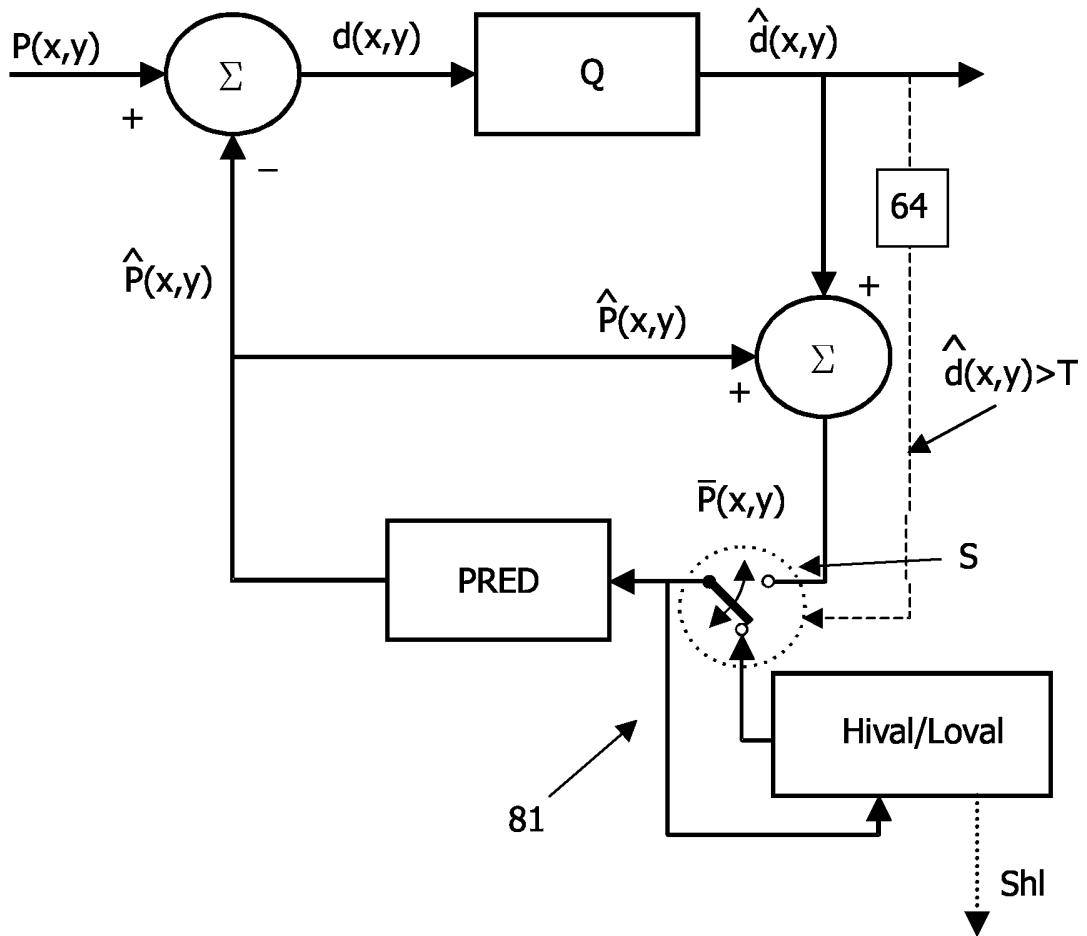 P(x,y)
+
Σ
−
d(x,y)
Q
d̂(x,y)
64
P̂(x,y)
P̂(x,y)
+
+
Σ
d̂(x,y)>T
P̄(x,y)
S
PRED
Hival/Loval
81
Shl